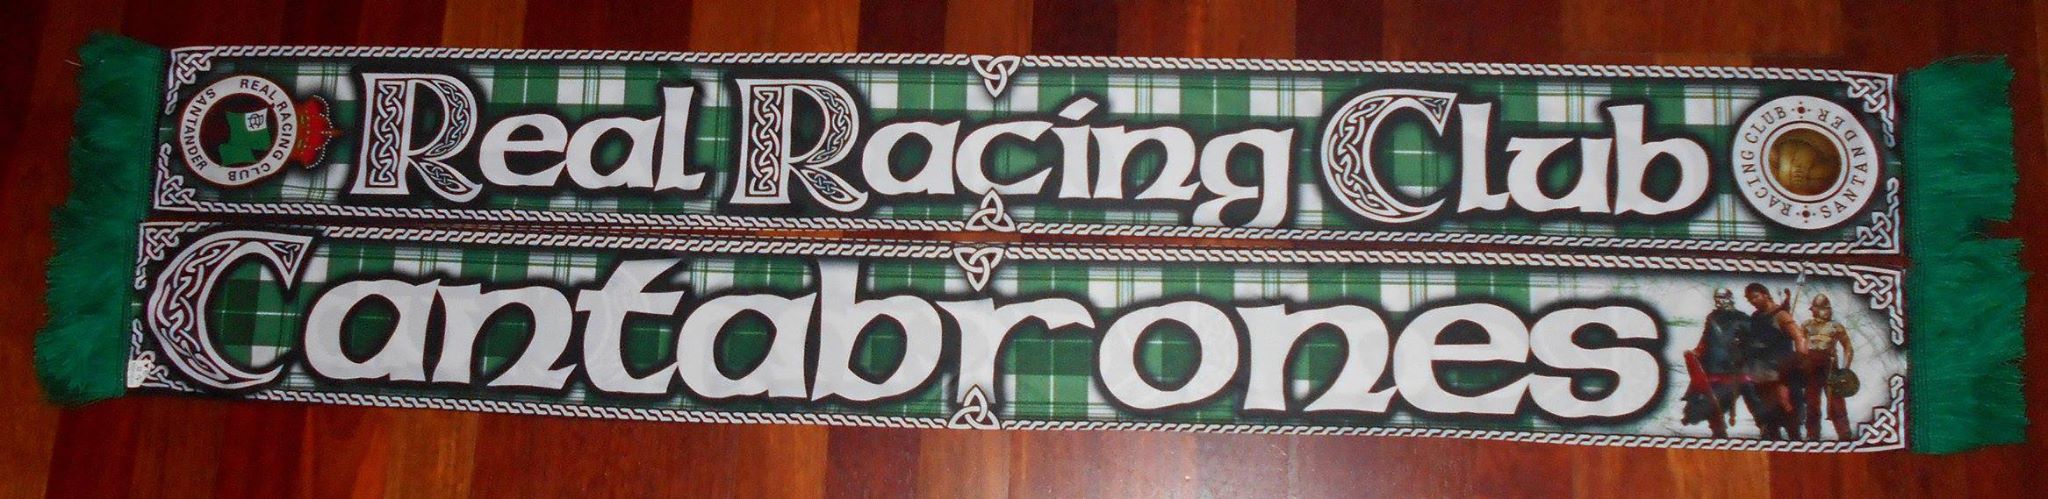 REAL RACING CLUB
SANTANDER
Real Racing Club
RACING CLUB
SANTANDER
Cantabrones